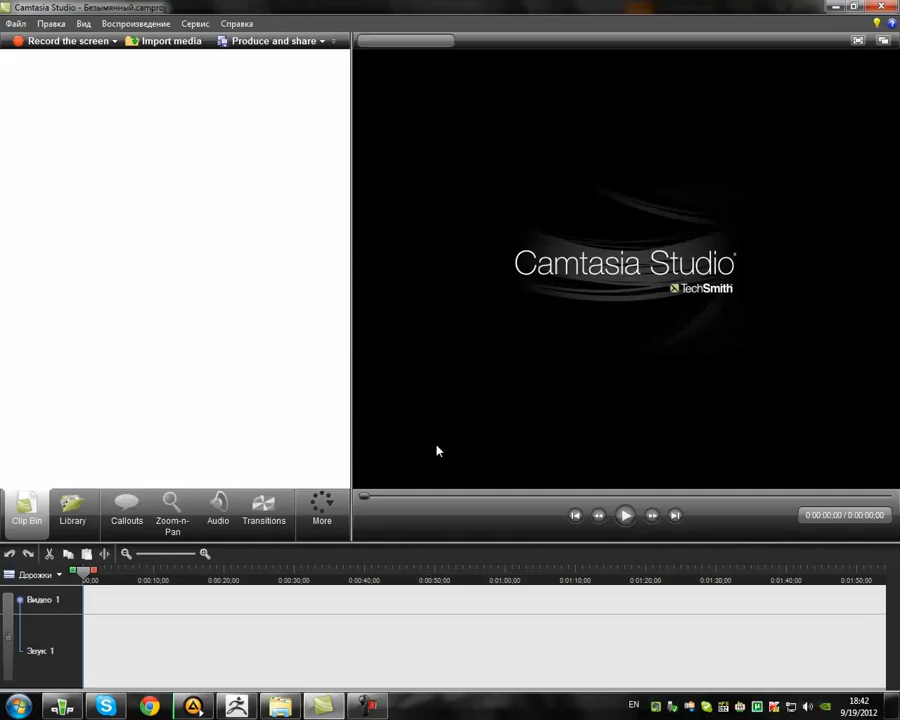 Camtasia Studio - Безымянный.camproj
Файл Правка Вид Воспроизведение Сервис Справка
Record the screen Import media Produce and share
Camtasia Studio
TechSmith
Clip Bin Library Callouts Zoom-n-Pan Audio Transitions More
0:00:00;00 / 0:00:00;00
Дорожки 00;00 0:00:10;00 0:00:20;00 0:00:30;00 0:00:40;00 0:00:50;00 0:01:00;00 0:01:10;00 0:01:20;00 0:01:30;00 0:01:40;00 0:01:50;00
Видео 1
Звук 1
EN
18:42
9/19/2012